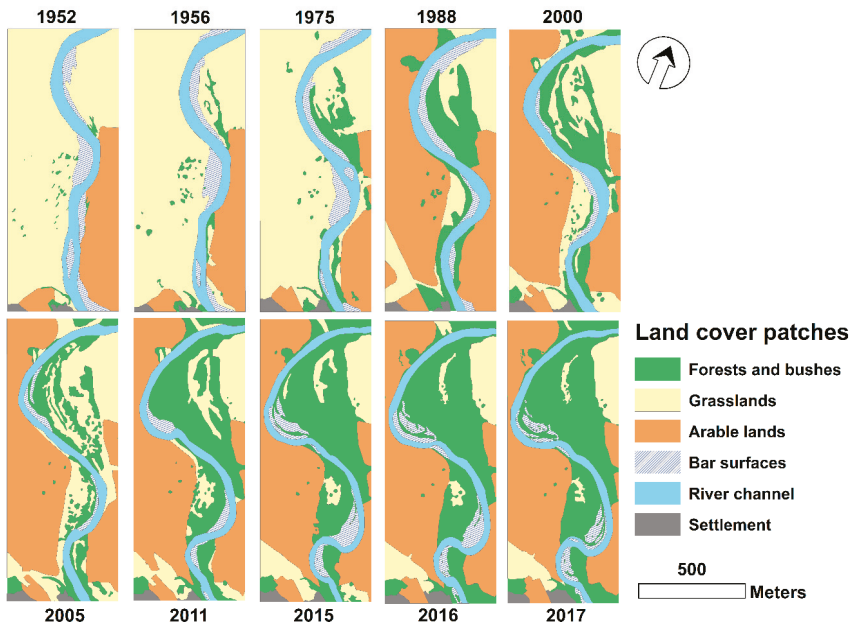 1952 1956 1975 1988 2000
Land cover patches
Forests and bushes
Grasslands
Arable lands
Bar surfaces
River channel
Settlement
500
Meters
2005 2011 2015 2016 2017